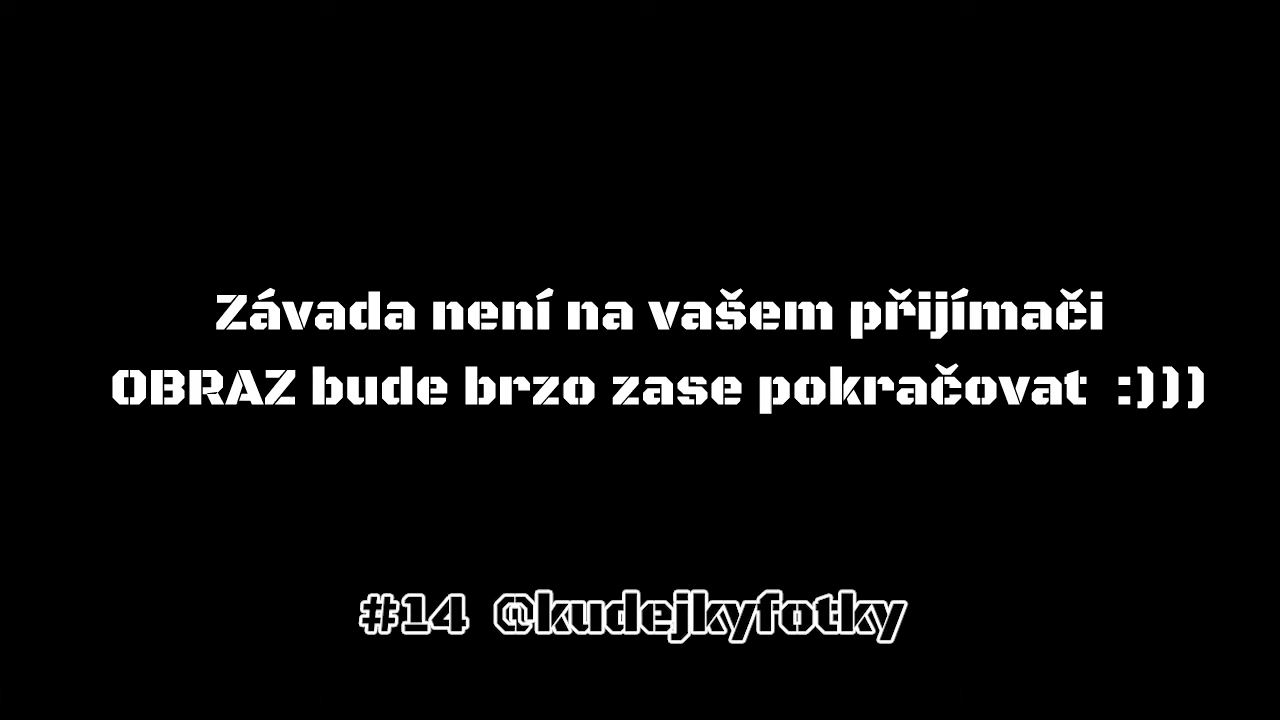 Závada není na vašem přijímači
OBRAZ bude brzo zase pokračovat :)))
#14 @kudejkyfotky